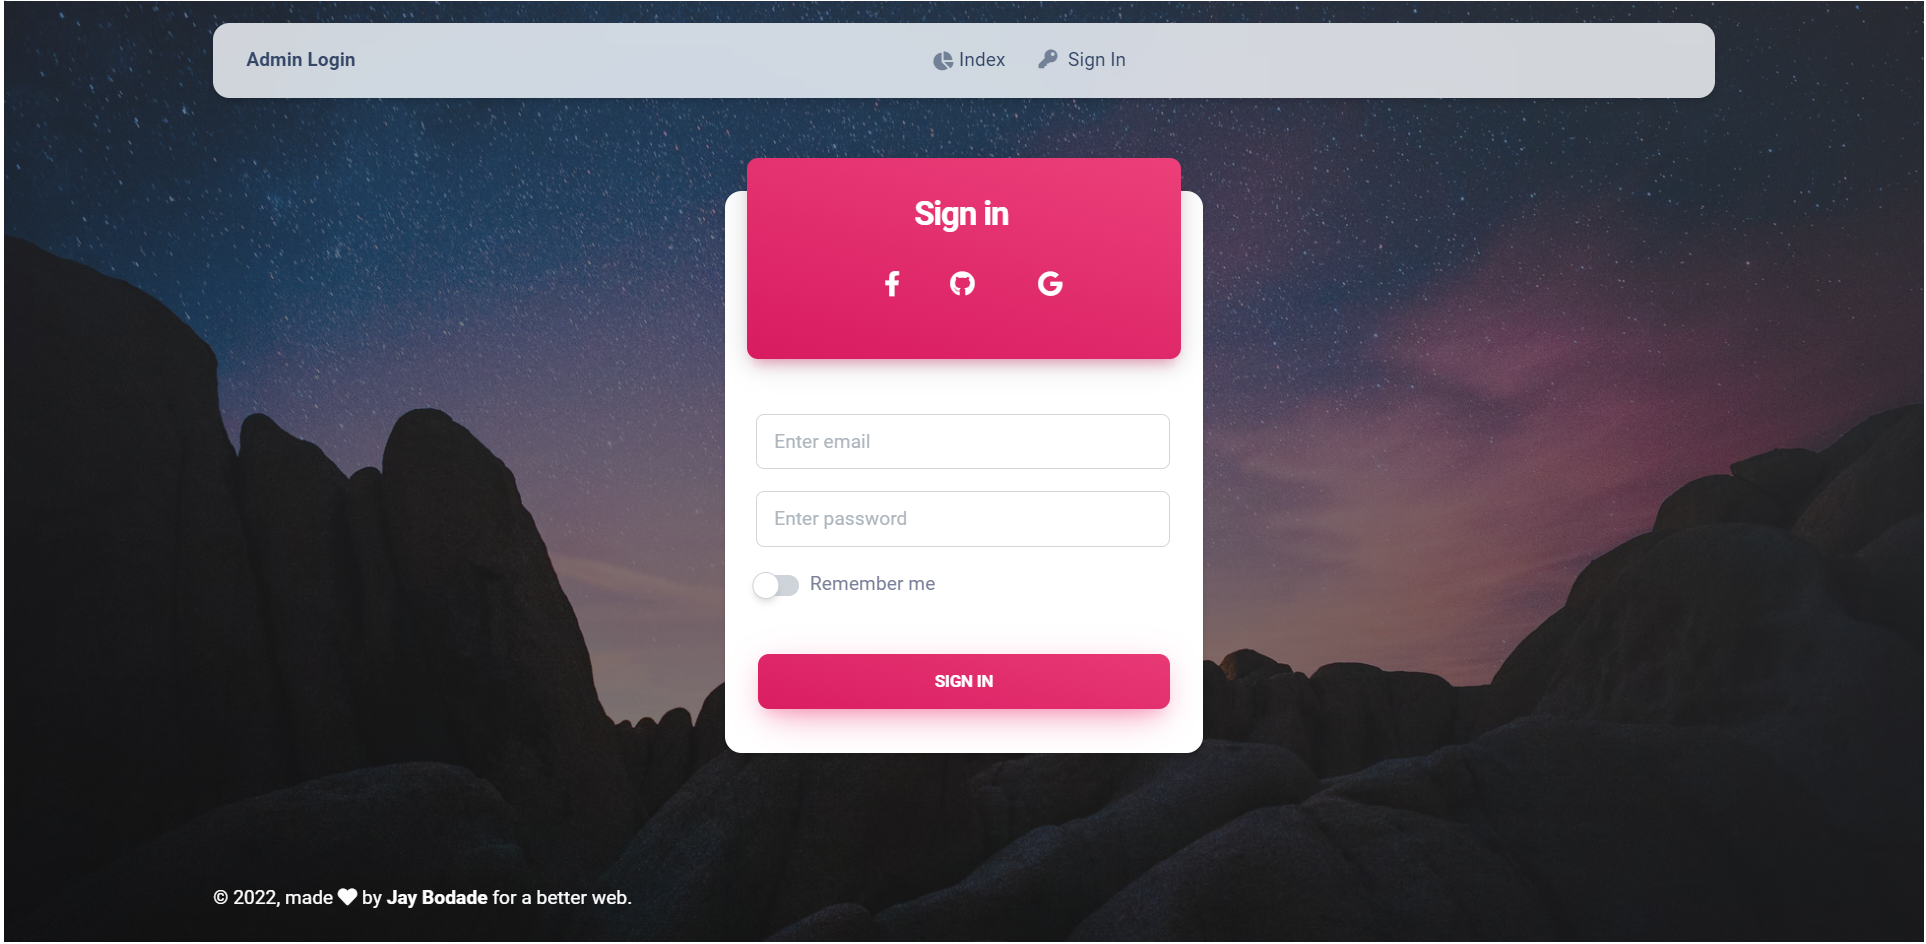 Admin Login
Index
Sign In
Sign in
Enter email
Enter password
Remember me
SIGN IN
© 2022, made by Jay Bodade for a better web.